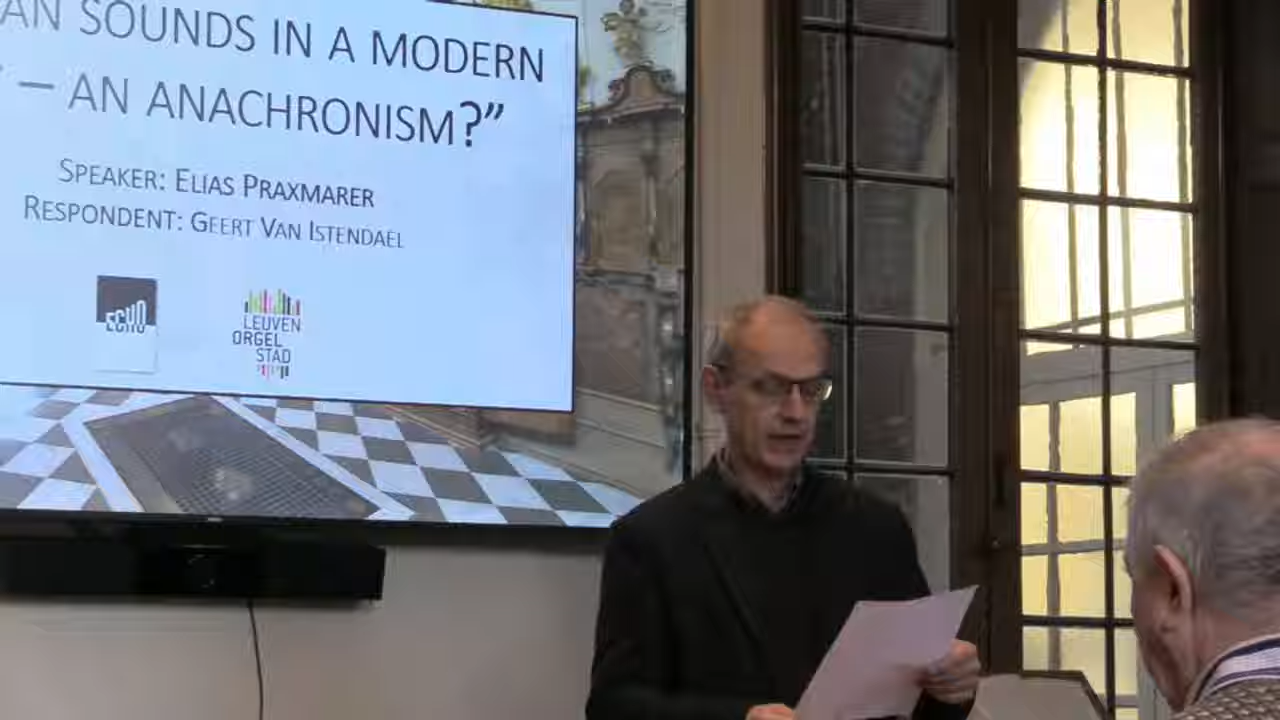 AN SOUNDS IN A MODERN
– AN ANACHRONISM?”
SPEAKER: ELIAS PRAXMARER
RESPONDENT: GEERT VAN ISTENDAEL
ECHO
LEUVEN
ORGEL
STAD